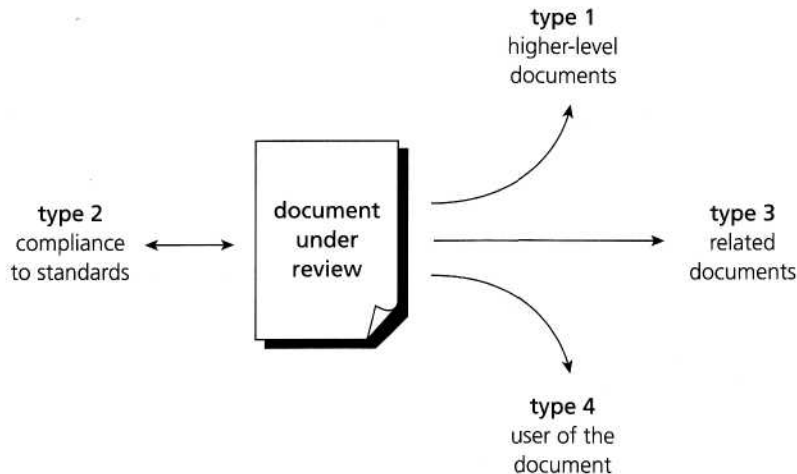 type 1
higher-level
documents
type 2
compliance
to standards
document
under
review
type 3
related
documents
type 4
user of the
document